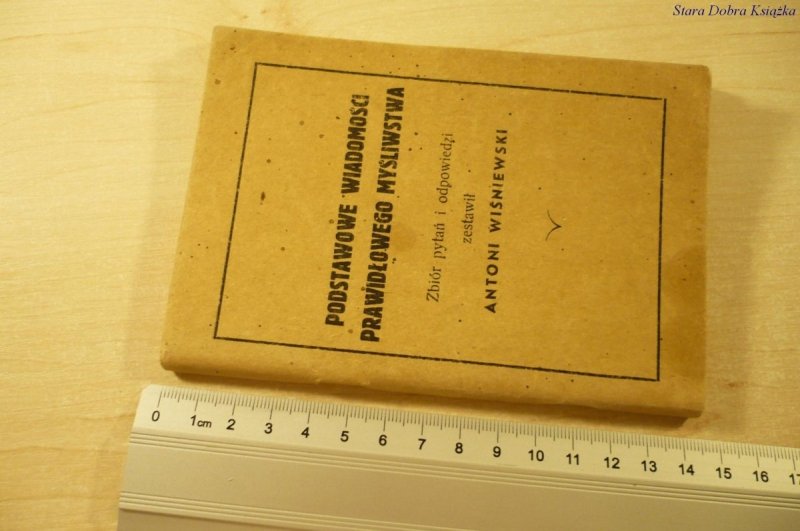 Stara Dobra Książka
PODSTAWOWE WIADOMOŚCI
PRAWIDŁOWEGO MYŚLIWSTWA
Zbiór pytań i odpowiedzi
zestawił
ANTONI WIŚNIEWSKI
0 1cm 2 3 4 5 6 7 8 9 10 11 12 13 14 15 16 17